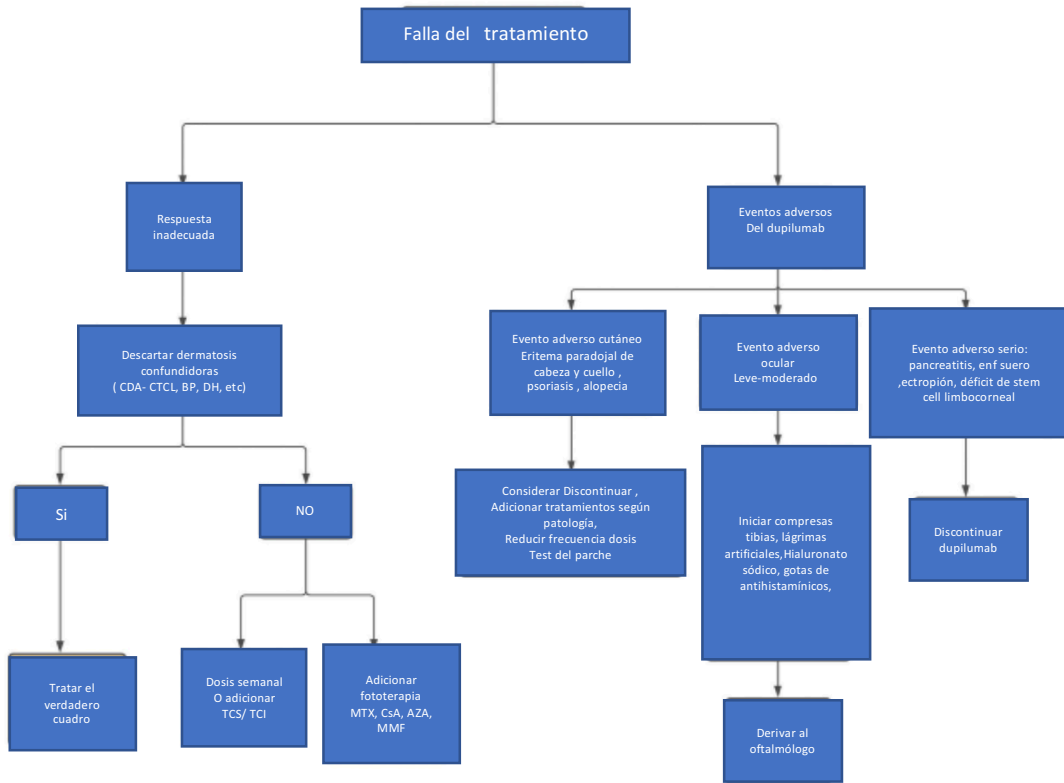 Falla del tratamiento
Respuesta
inadecuada
Eventos adversos
Del dupilumab
Descartar dermatosis
confundidoras
( CDA- CTCL, BP, DH, etc)
Evento adverso cutáneo
Eritema paradojal de
cabeza y cuello ,
psoriasis , alopecia
Evento adverso
ocular
Leve-moderado
Evento adverso serio:
pancreatitis, enf suero
,ectropión, déficit de stem
cell limbocorneal
Si
NO
Considerar Discontinuar ,
Adicionar tratamientos según
patología,
Reducir frecuencia dosis
Test del parche
Iniciar compresas
tibias, lágrimas
artificiales,Hialuronato
sódico, gotas de
antihistamínicos,
Discontinuar
dupilumab
Tratar el
verdadero
cuadro
Dosis semanal
O adicionar
TCS/ TCI
Adicionar
fototerapia
MTX, CsA, AZA,
MMF
Derivar al
oftalmólogo